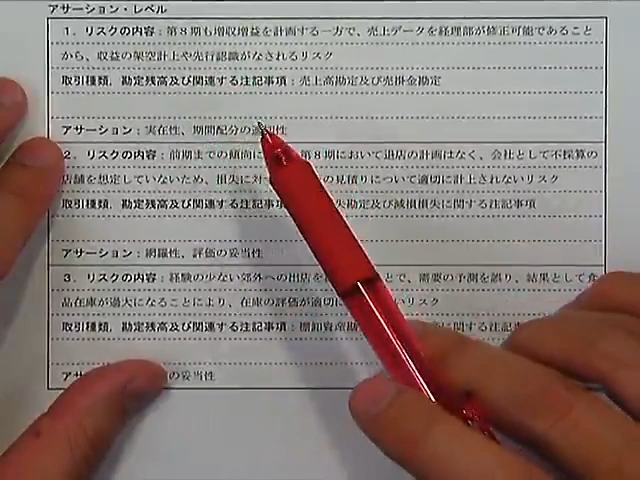 アサーション・レベル
1．リスクの内容：第8期も増収増益を計画する一方で、売上データを経理部が修正可能であること
から、収益の架空計上や先行認識がなされるリスク
取引種類、勘定残高及び関連する注記事項：売上高勘定及び売掛金勘定
アサーション：実在性、期間配分の適切性
2．リスクの内容：前期までの傾向に 第8期において退店の計画はなく、会社として不採算の
店舗を想定していないため、損失に対 の見積りについて適切に計上されないリスク
取引種類、勘定残高及び関連する注記事項 失勘定及び減損損失に関する注記事項
アサーション：網羅性、評価の妥当性
3．リスクの内容：経験の少ない郊外への出店を とで、需要の予測を誤り、結果として食
品在庫が過大になることにより、在庫の評価が適切 いリスク
取引種類、勘定残高及び関連する注記事項：棚卸資産勘 に関する注記事
アサ の妥当性